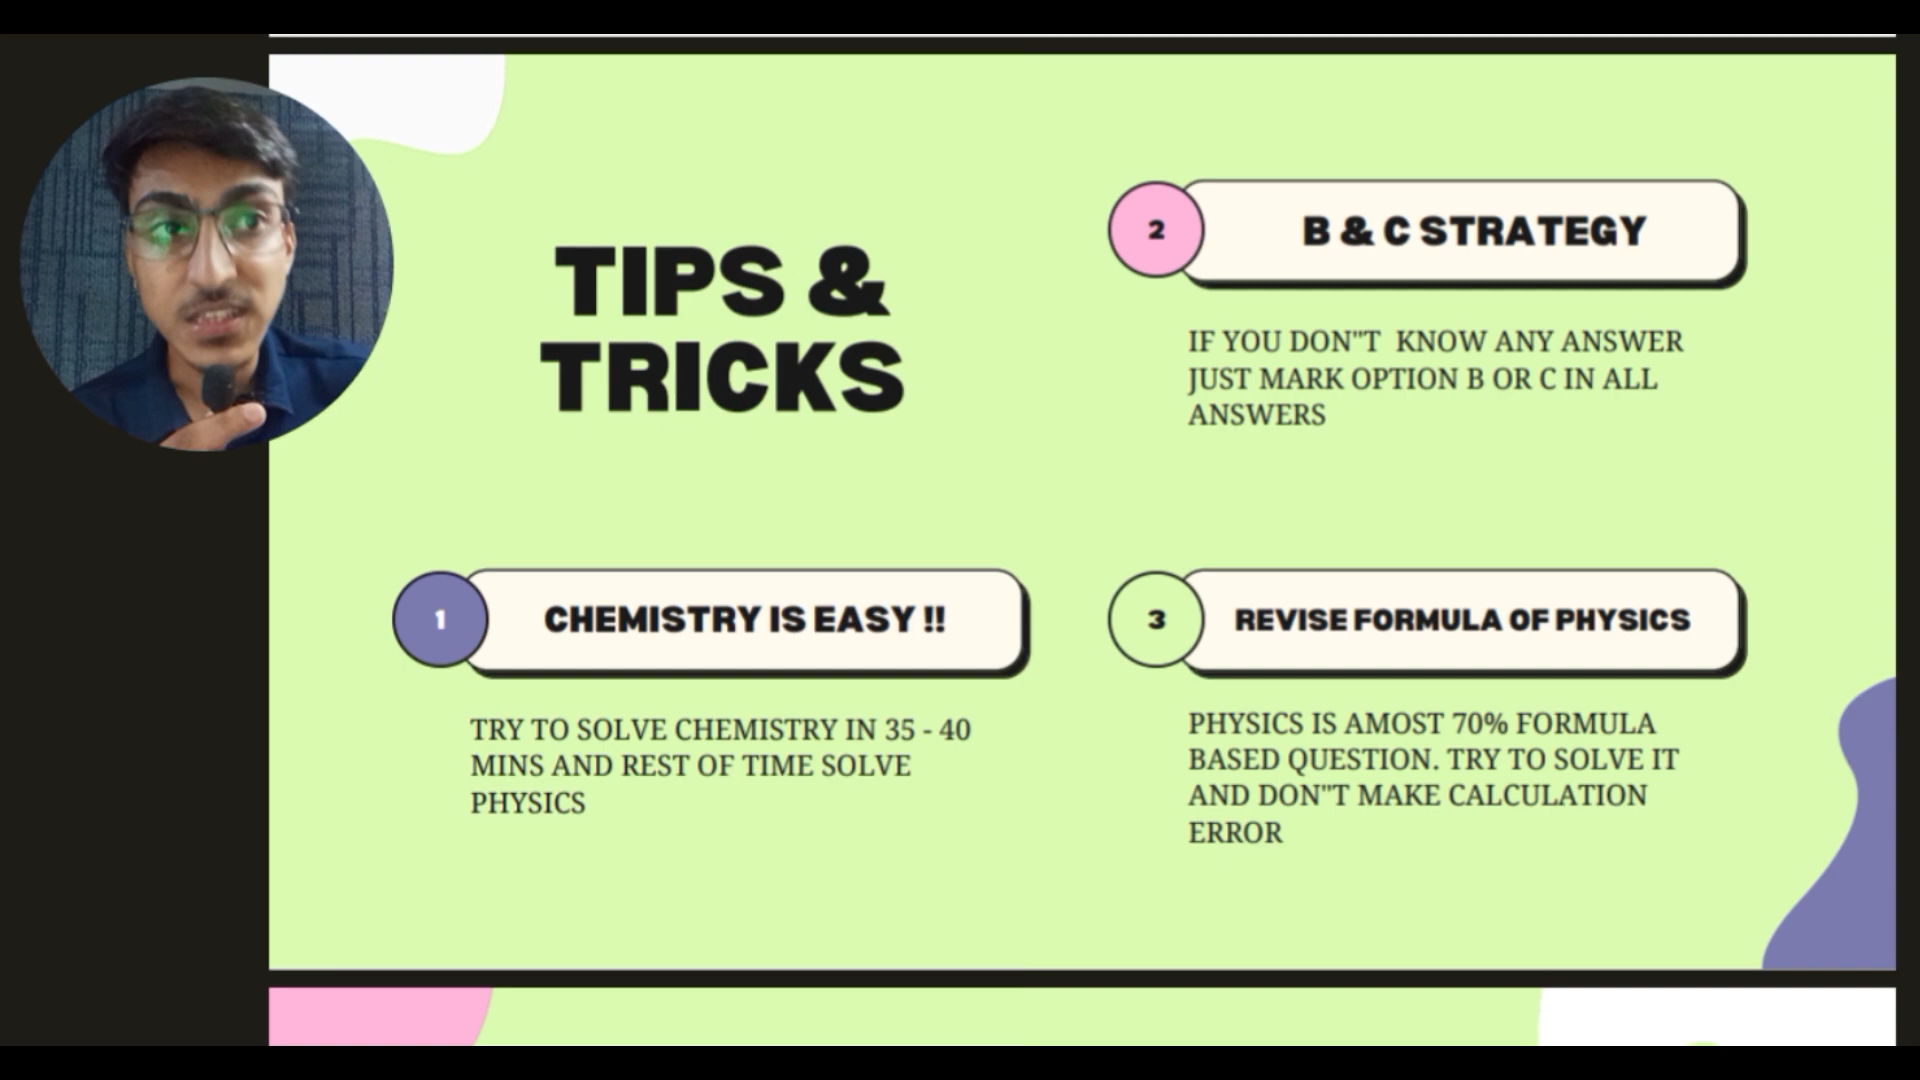 TIPS &
TRICKS
1
CHEMISTRY IS EASY !!
TRY TO SOLVE CHEMISTRY IN 35 - 40
MINS AND REST OF TIME SOLVE
PHYSICS
2
B & C STRATEGY
IF YOU DON"T KNOW ANY ANSWER
JUST MARK OPTION B OR C IN ALL
ANSWERS
3
REVISE FORMULA OF PHYSICS
PHYSICS IS AMOST 70% FORMULA
BASED QUESTION. TRY TO SOLVE IT
AND DON"T MAKE CALCULATION
ERROR